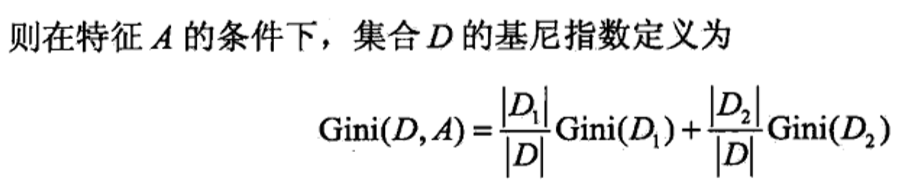 则在特征 A 的条件下，集合 D 的基尼指数定义为
Gini(D, A) = |D₁|/|D| Gini(D₁) + |D₂|/|D| Gini(D₂)